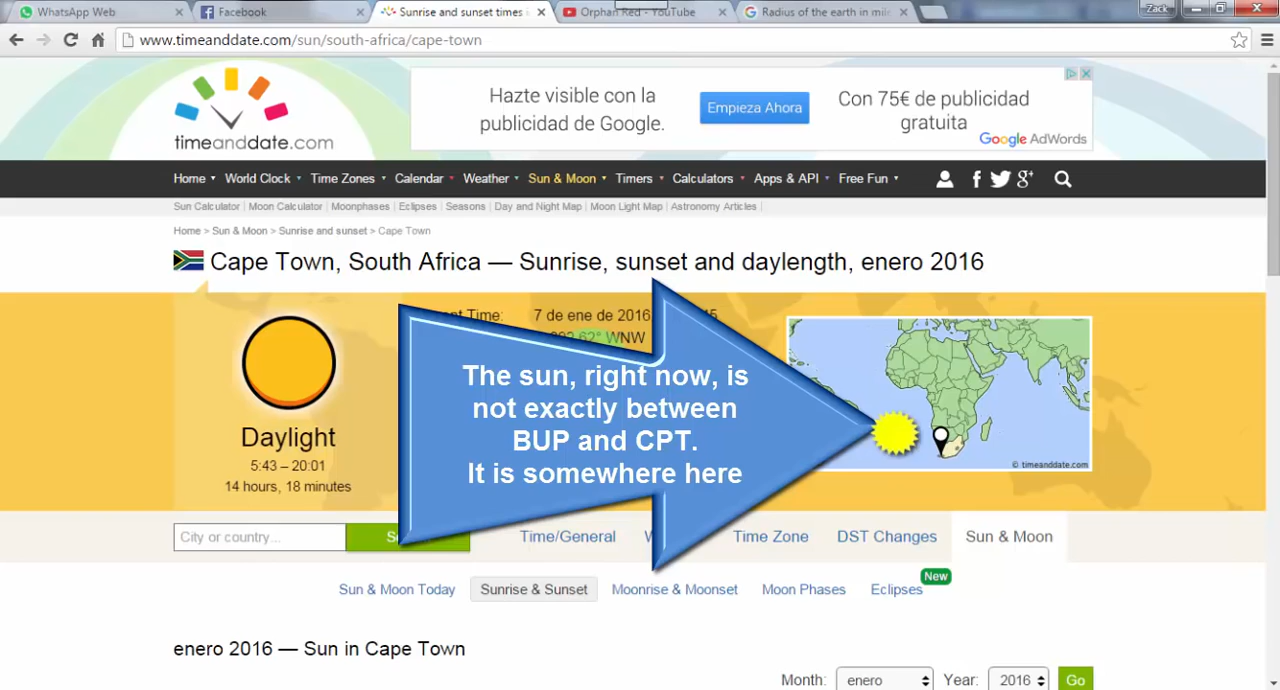 WhatsApp Web
Facebook
Sunrise and sunset times i
Orphan Red - YouTube
Radius of the earth in
Zack
www.timeanddate.com/sun/south-africa/cape-town
timeanddate.com
Hazte visible con la
publicidad de Google.
Empieza Ahora
Con 75€ de publicidad
gratuita
Google AdWords
Home World Clock Time Zones Calendar Weather Sun & Moon Timers Calculators Apps & API Free Fun
Sun Calculator | Moon Calculator | Moonphases | Eclipses | Seasons | Day and Night Map | Moon Light Map | Astronomy Articles |
Home > Sun & Moon > Sunrise and sunset > Cape Town
Cape Town, South Africa — Sunrise, sunset and daylength, enero 2016
Time:
7 de ene de 2016
62° WNW
Daylight
5:43 – 20:01
14 hours, 18 minutes
The sun, right now, is
not exactly between
BUP and CPT.
It is somewhere here
© timeanddate.com
City or country...
Time/General
Time Zone
DST Changes
Sun & Moon
Sun & Moon Today
Sunrise & Sunset
Moonrise & Moonset
Moon Phases
Eclipses
New
enero 2016 — Sun in Cape Town
Month:
enero
Year:
2016
Go